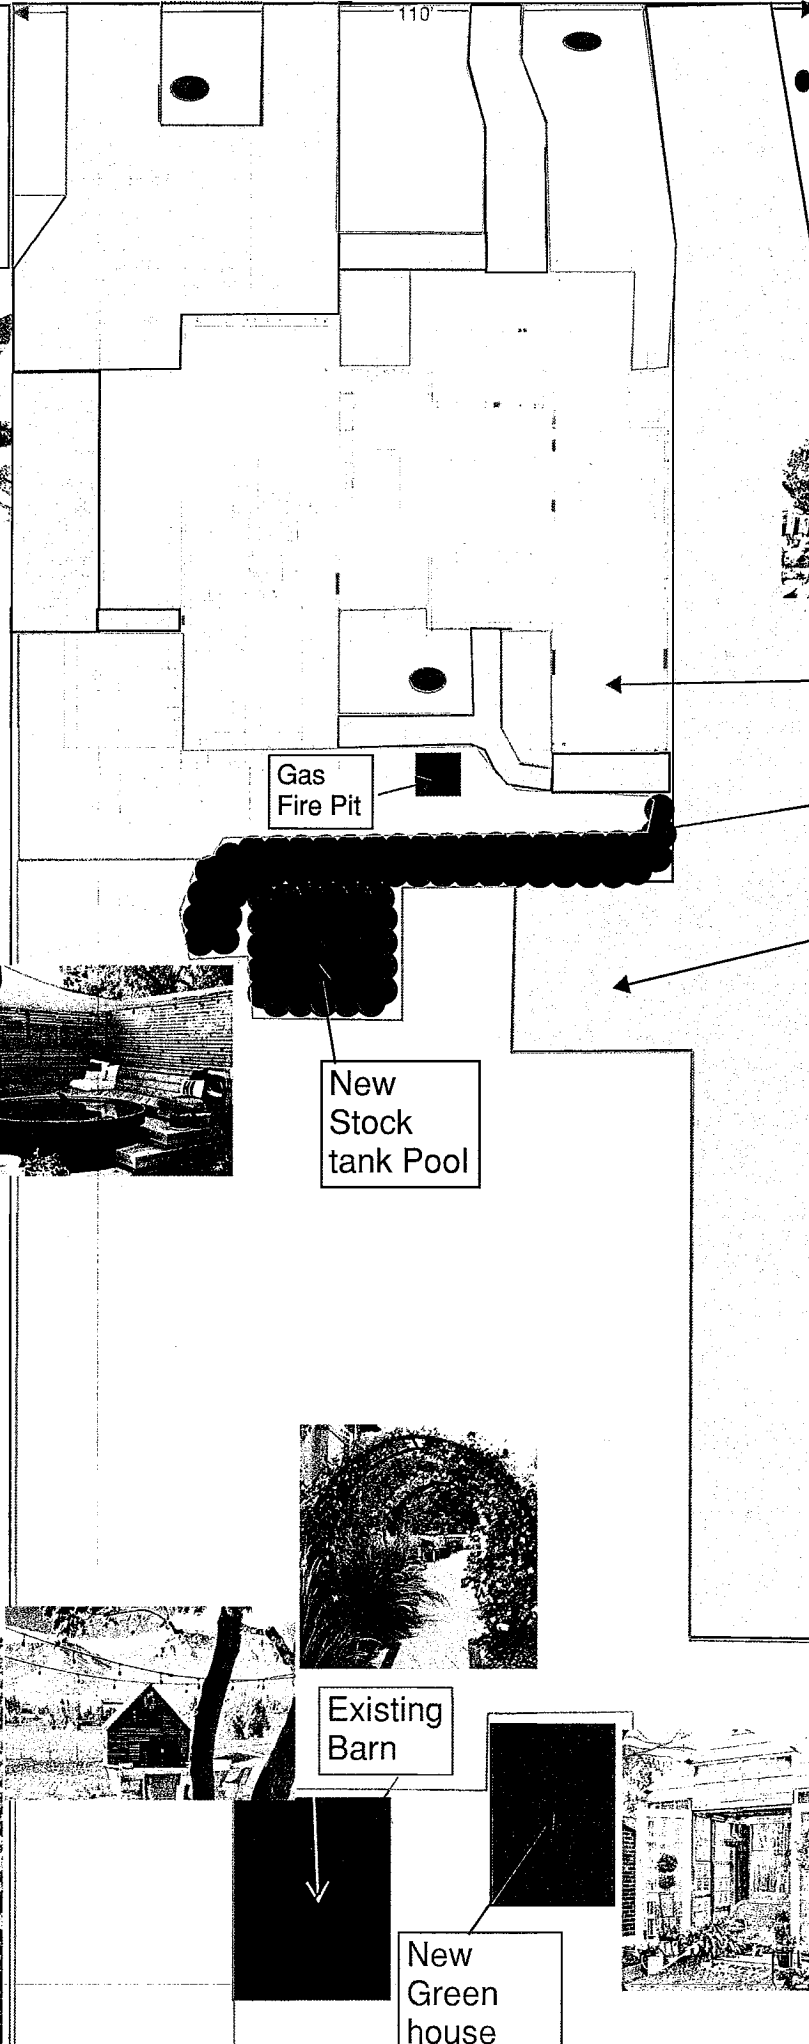 110'
Gas
Fire Pit
New
Stock
tank Pool
Existing
Barn
New
Green
house